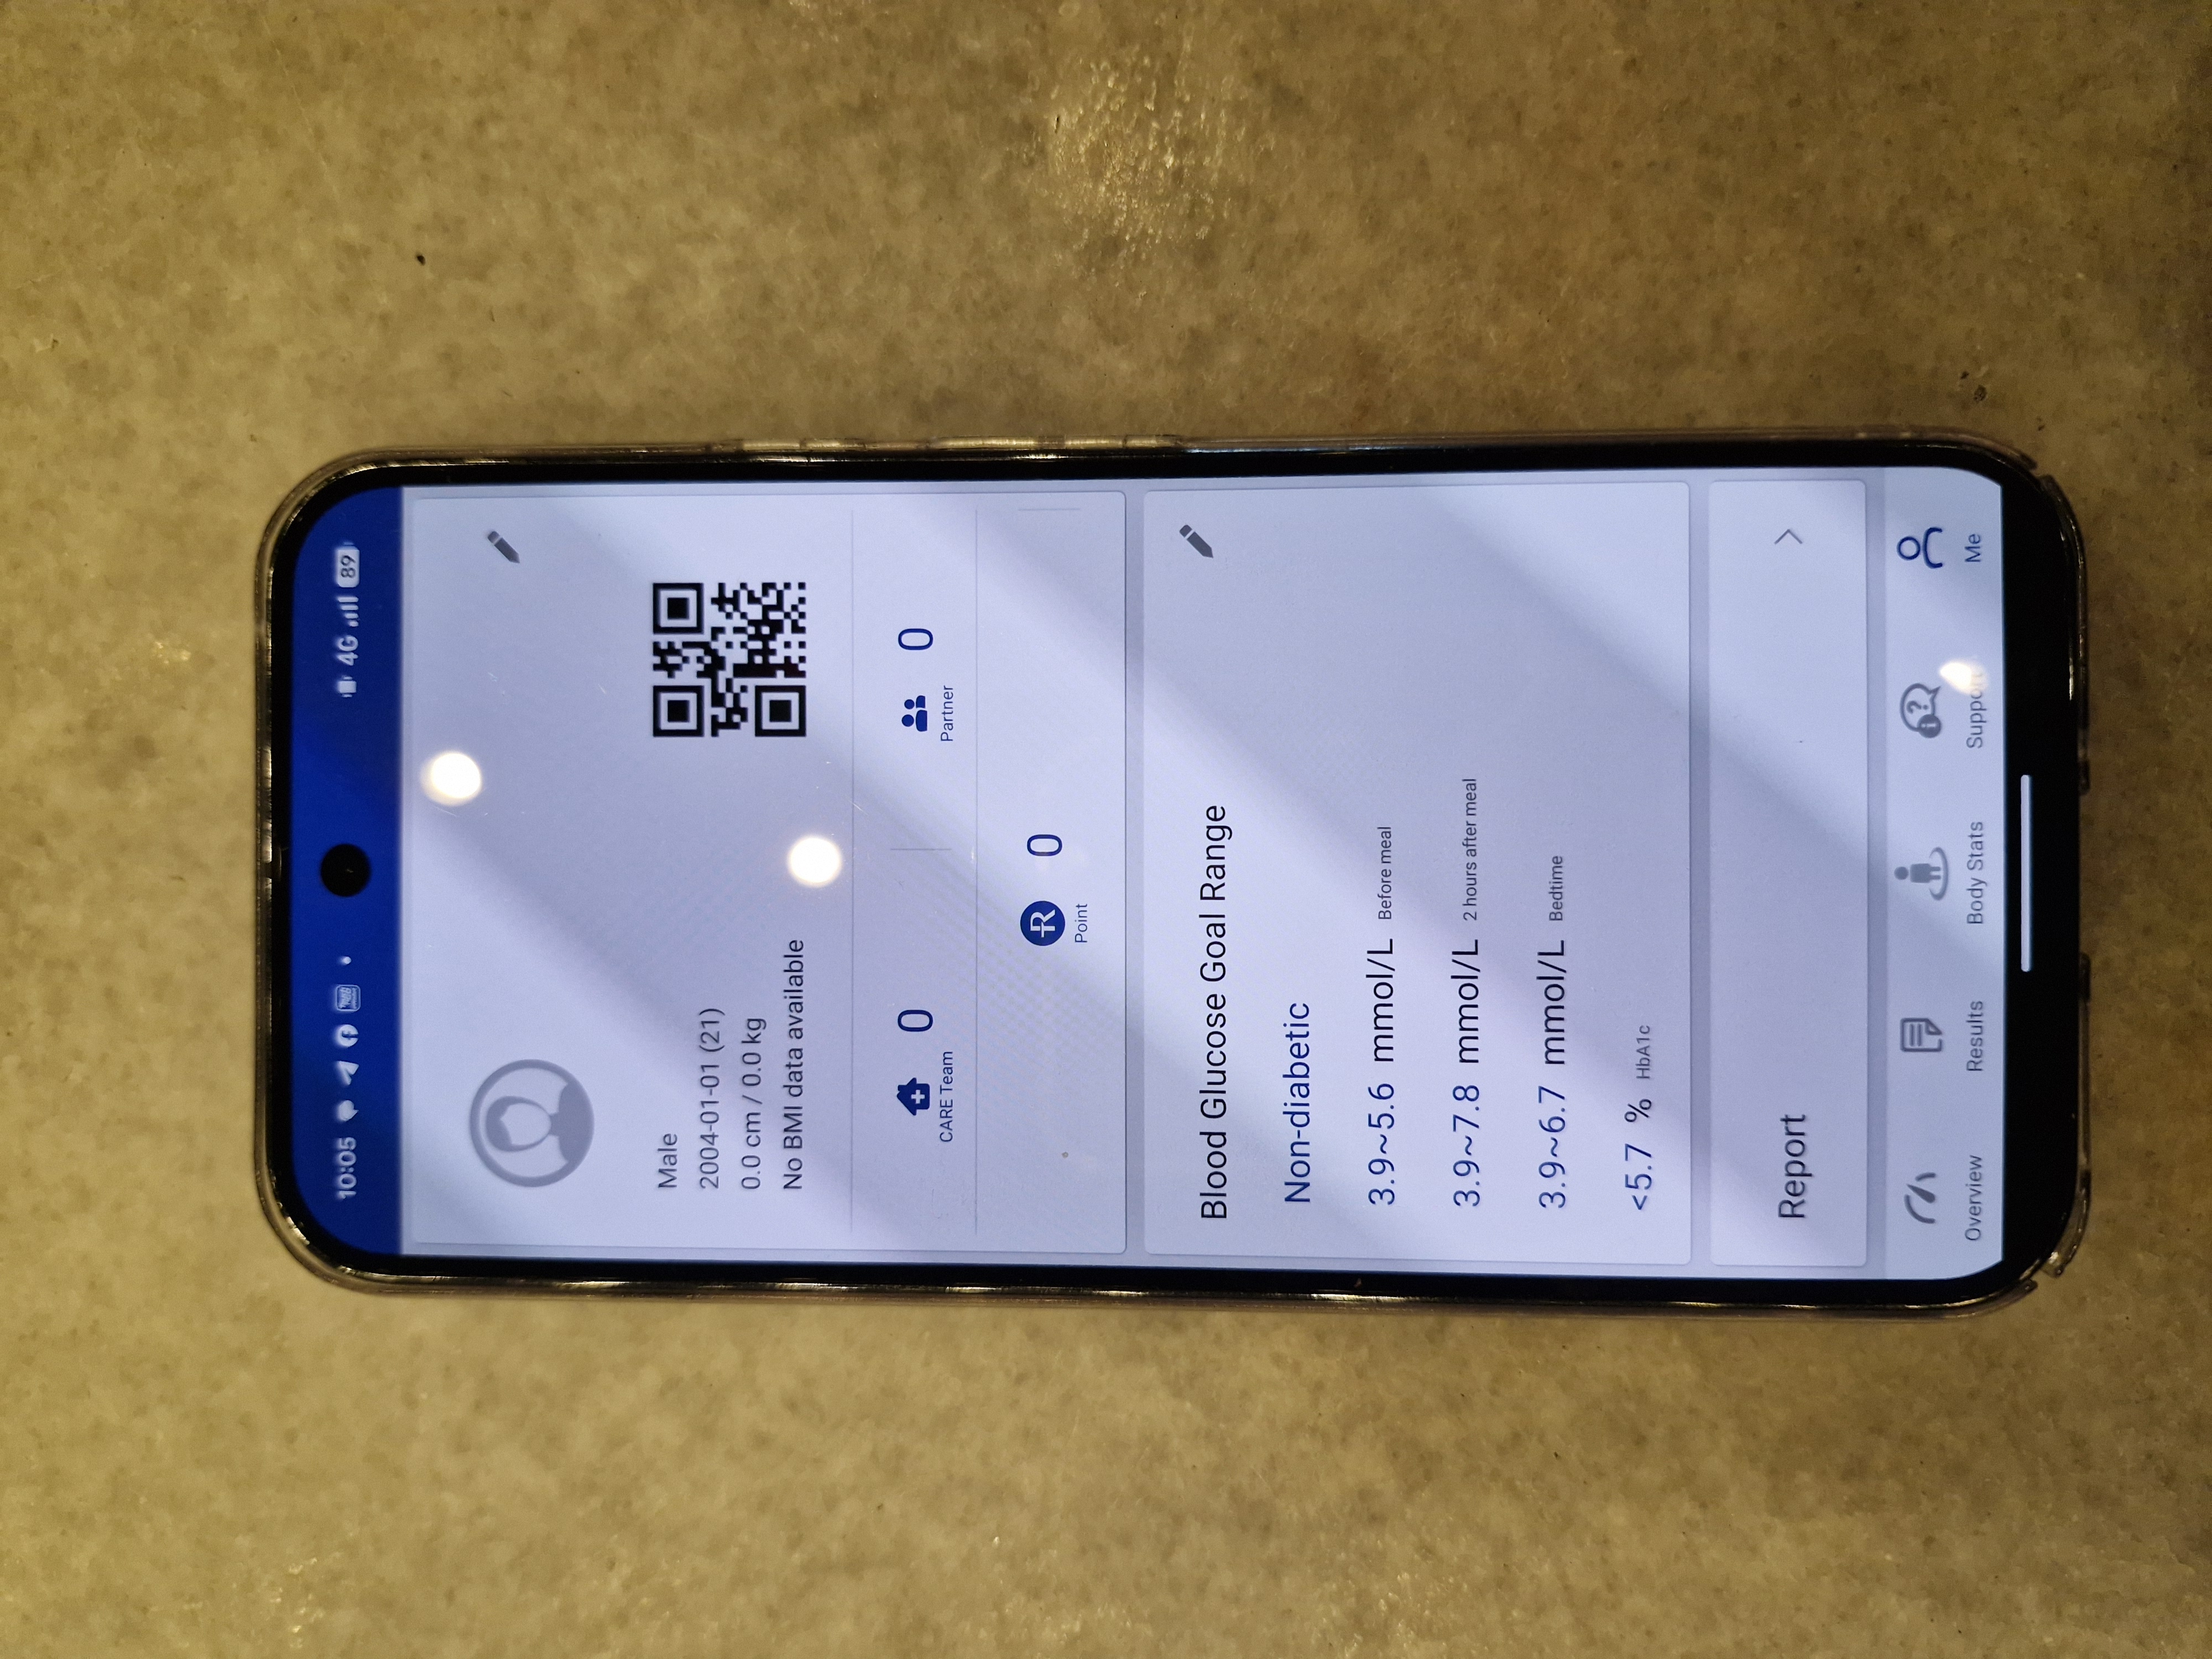 10:05 4G 89
Male
2004-01-01 (21)
0.0 cm / 0.0 kg
No BMI data available
0 0
CARE Team Partner
R 0
Point
Blood Glucose Goal Range
Non-diabetic
3.9~5.6 mmol/L Before meal
3.9~7.8 mmol/L 2 hours after meal
3.9~6.7 mmol/L Bedtime
<5.7 % HbA1c
Report
Overview Results Body Stats Support Me